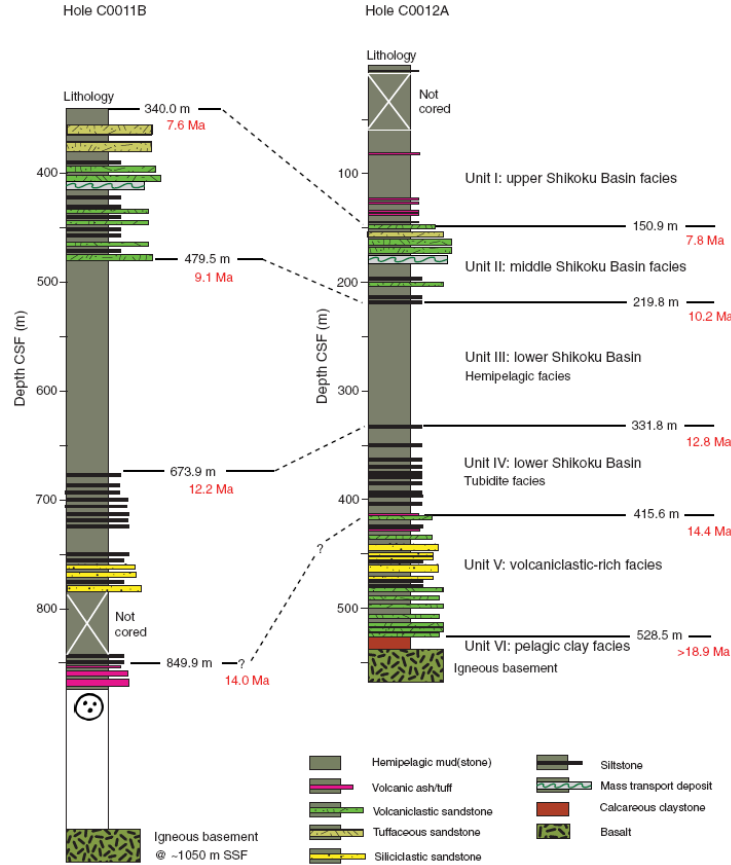 Hole C0011B
Hole C0012A
Lithology
340.0 m
7.6 Ma
400
479.5 m
9.1 Ma
500
Depth CSF (m)
600
673.9 m
12.2 Ma
700
800
Not
cored
849.9 m
?
?
14.0 Ma
Igneous basement
@ ~1050 m SSF
Lithology
Not
cored
100
Unit I: upper Shikoku Basin facies
150.9 m
7.8 Ma
200
Unit II: middle Shikoku Basin facies
219.8 m
10.2 Ma
Depth CSF (m)
300
Unit III: lower Shikoku Basin
Hemipelagic facies
331.8 m
12.8 Ma
Unit IV: lower Shikoku Basin
Tubidite facies
400
415.6 m
14.4 Ma
Unit V: volcaniclastic-rich facies
500
528.5 m
>18.9 Ma
Unit VI: pelagic clay facies
Igneous basement
Hemipelagic mud(stone)
Volcanic ash/tuff
Volcaniclastic sandstone
Tuffaceous sandstone
Siliciclastic sandstone
Siltstone
Mass transport deposit
Calcareous claystone
Basalt